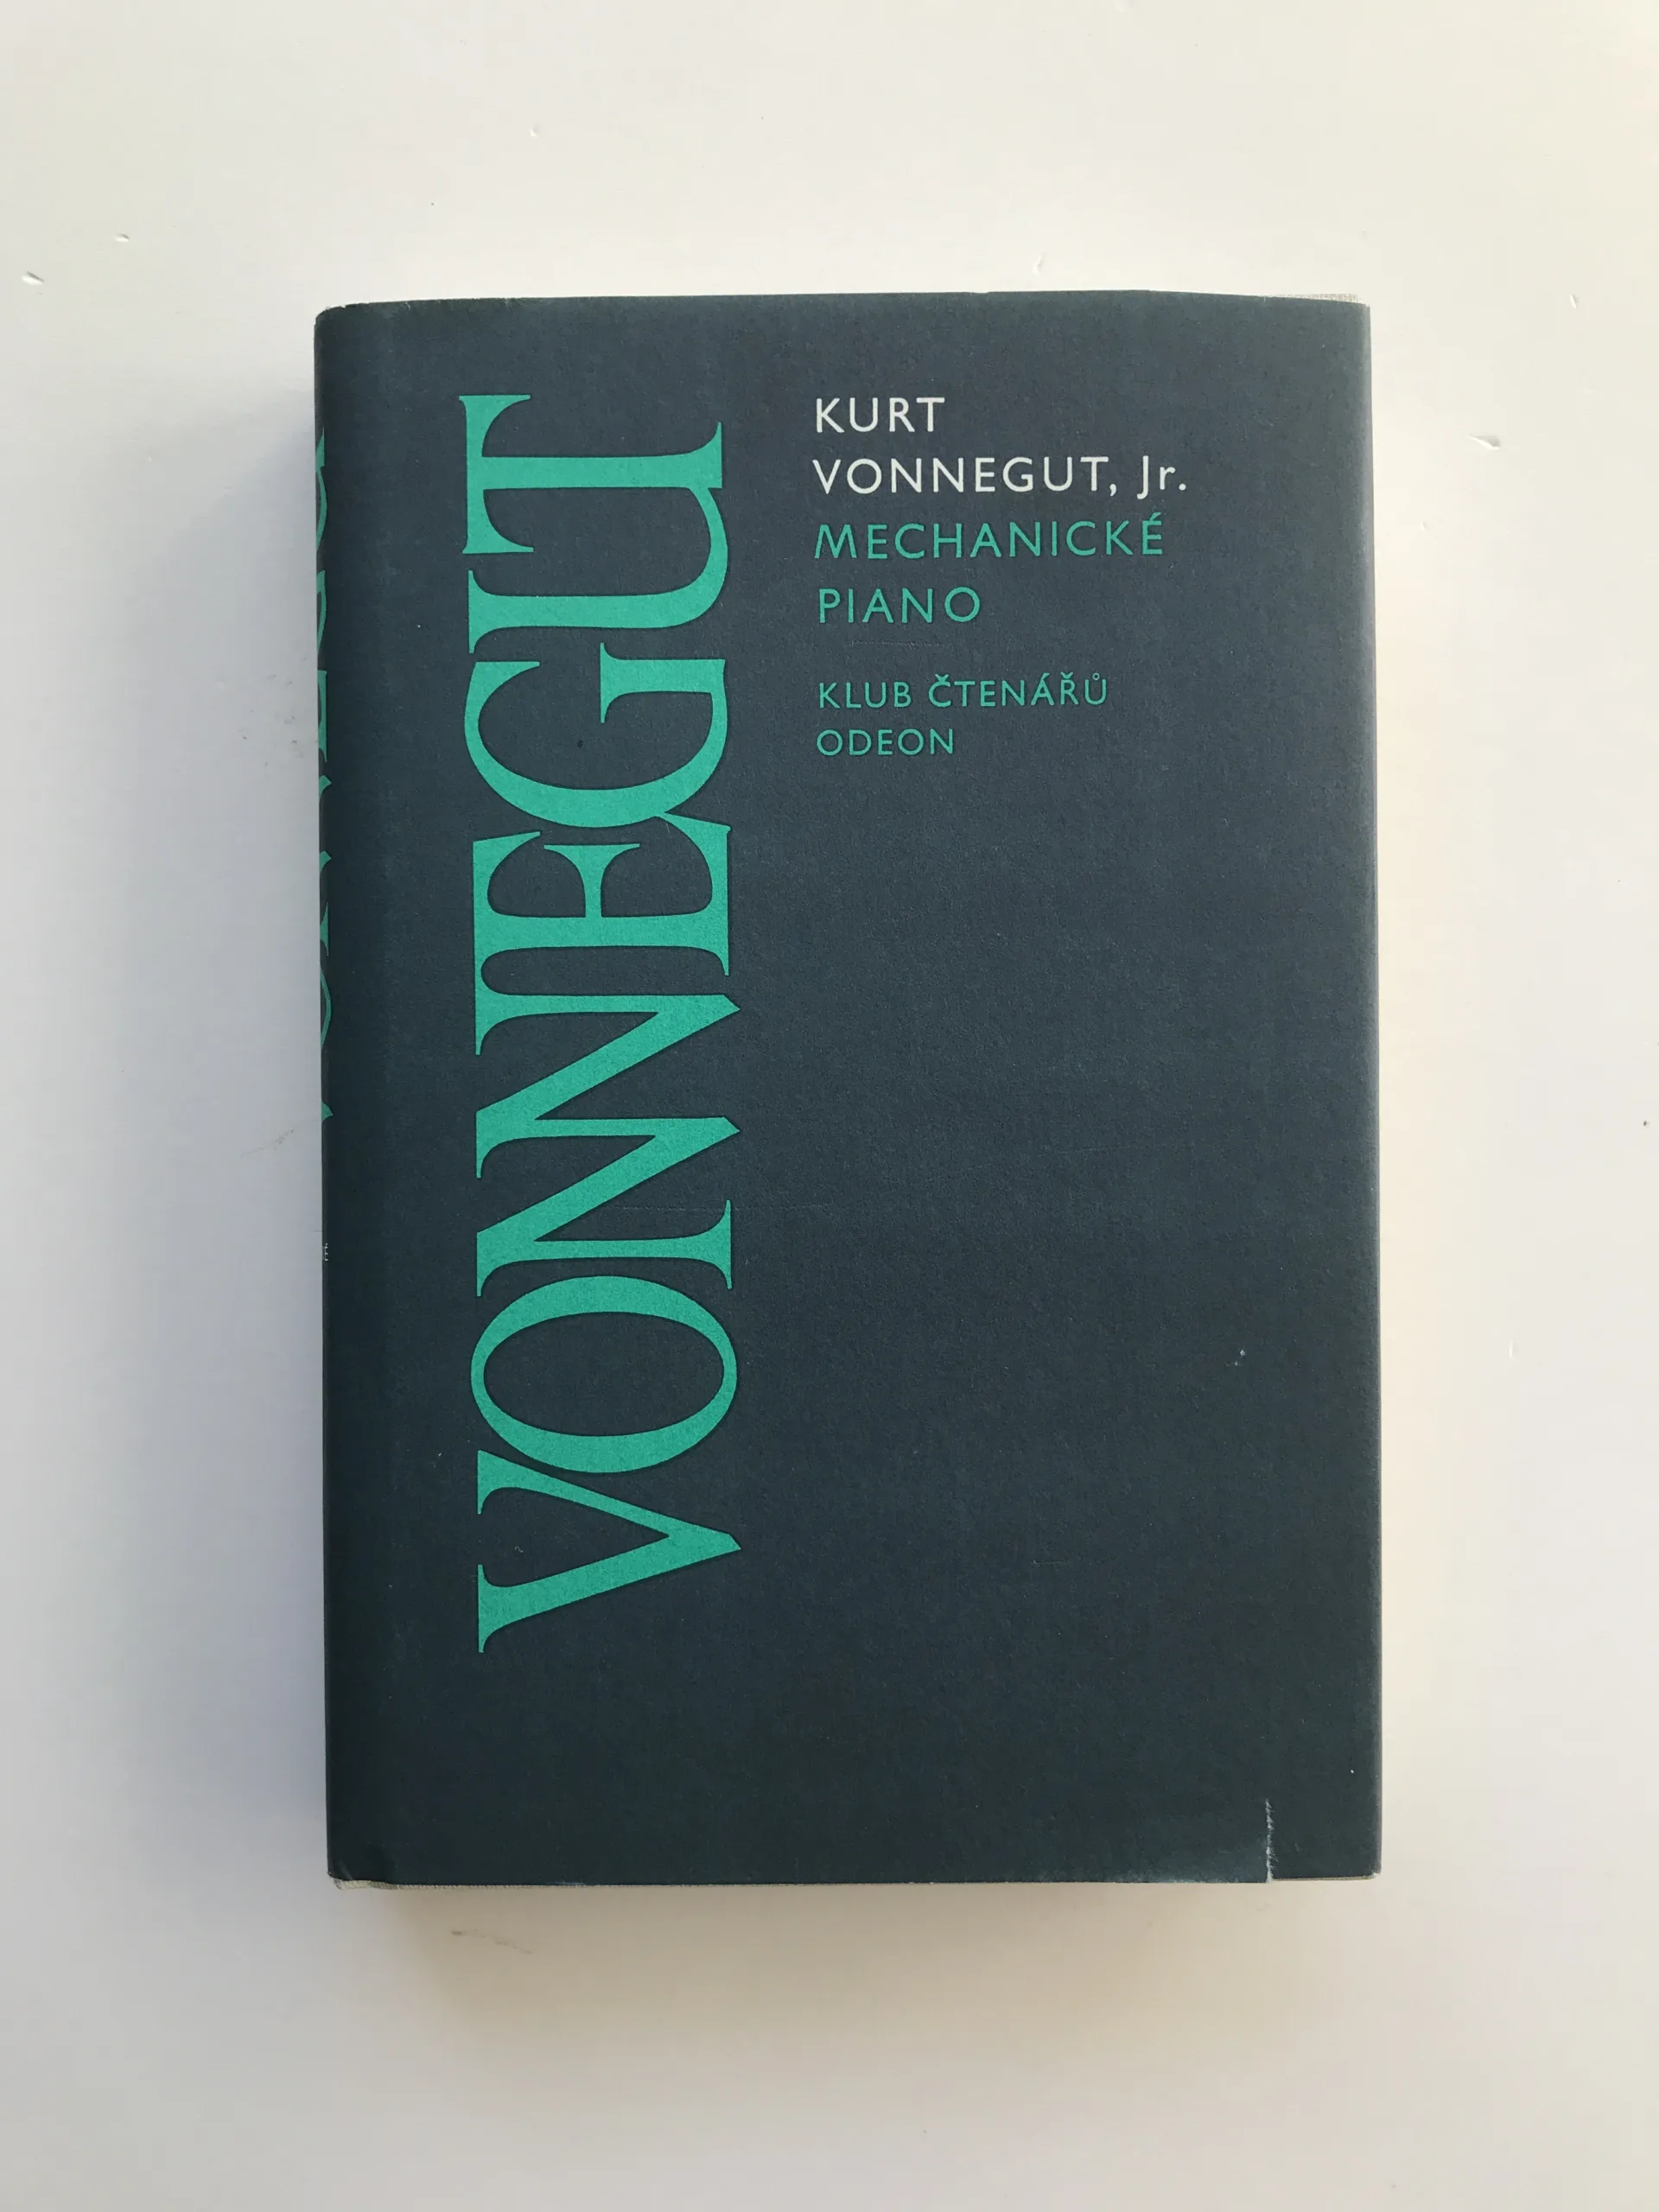 VONNEGUT
KURT
VONNEGUT, Jr.
MECHANICKÉ
PIANO
KLUB ČTENÁŘŮ
ODEON